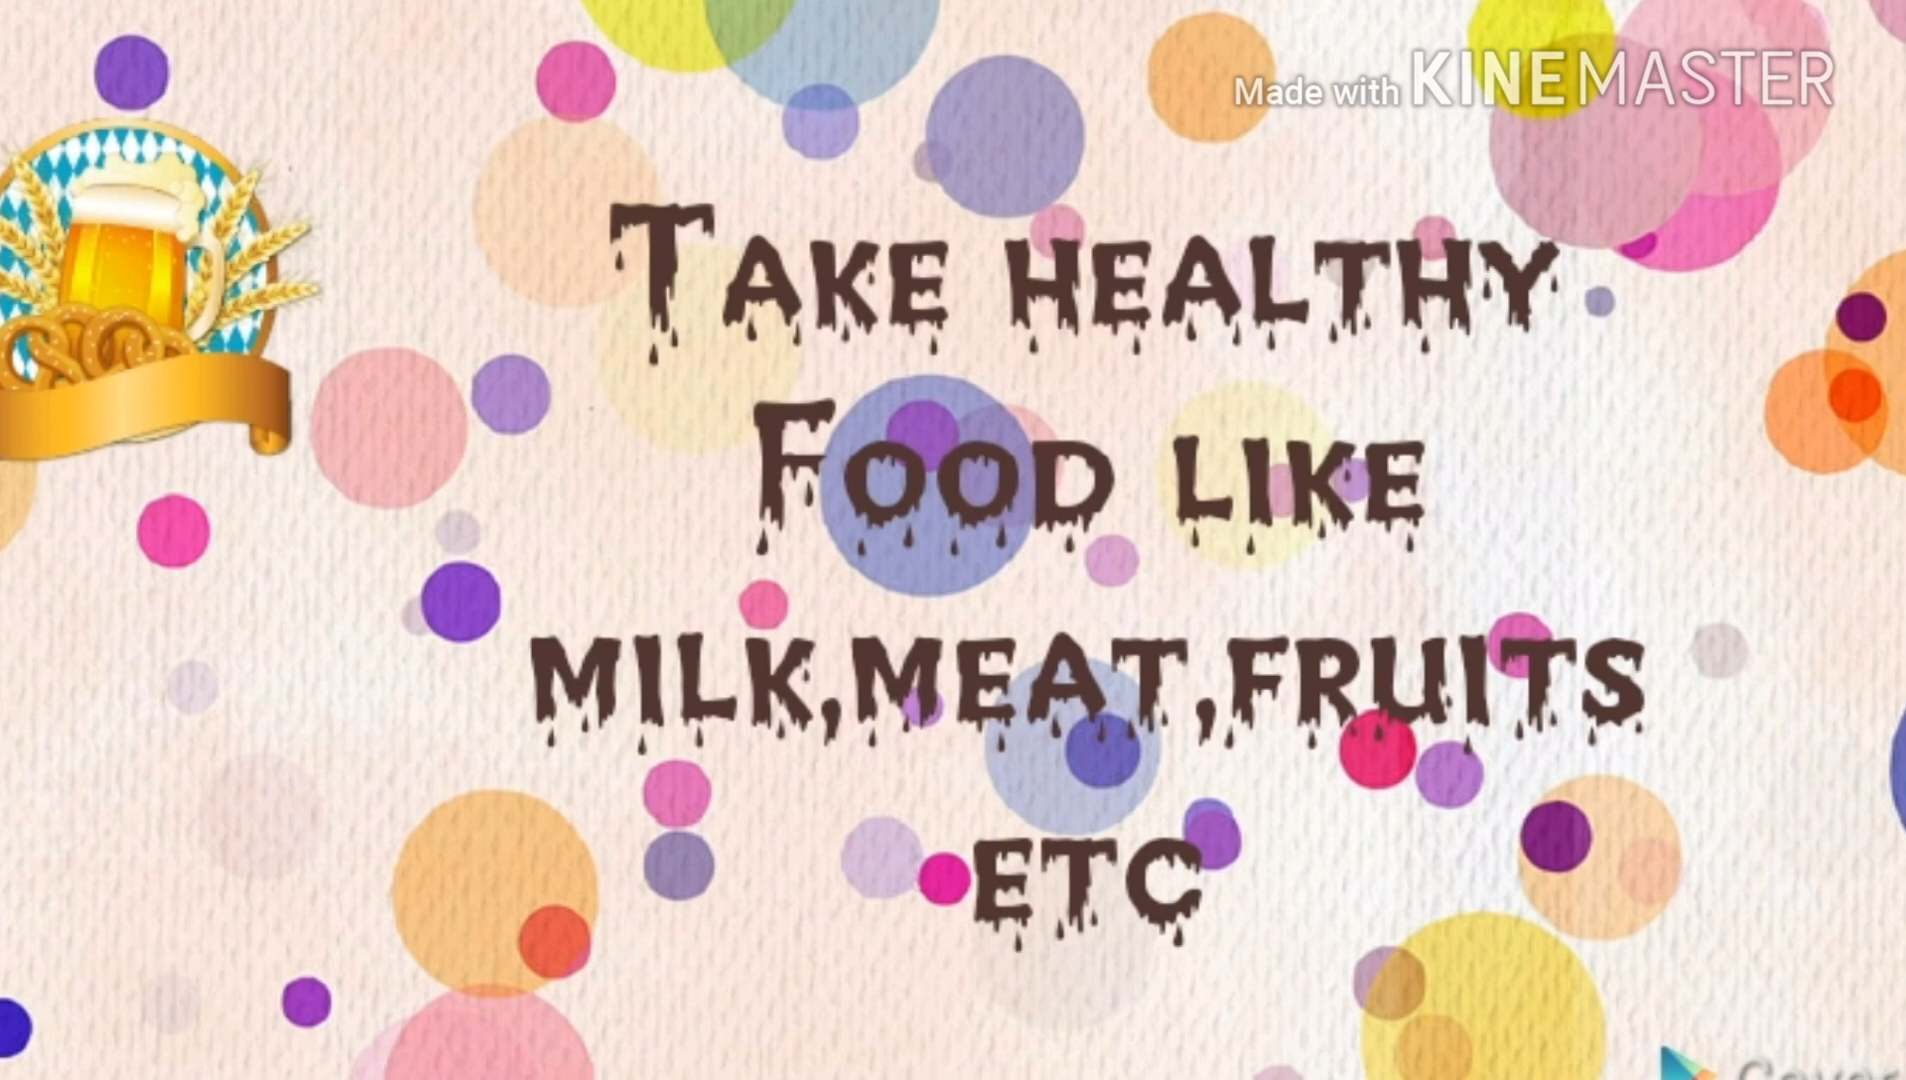 Made with KINEMASTER
Take healthy
Food like
milk,meat,fruits
etc